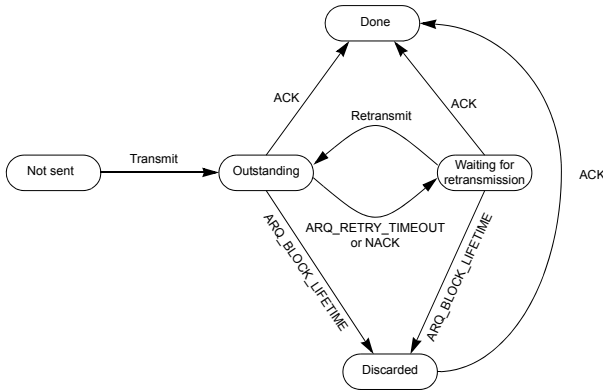 Done
ACK
ACK
Retransmit
Not sent
Transmit
Outstanding
Waiting for
retransmission
ACK
ARQ_RETRY_TIMEOUT
or NACK
ARQ_BLOCK_LIFETIME
ARQ_BLOCK_LIFETIME
Discarded